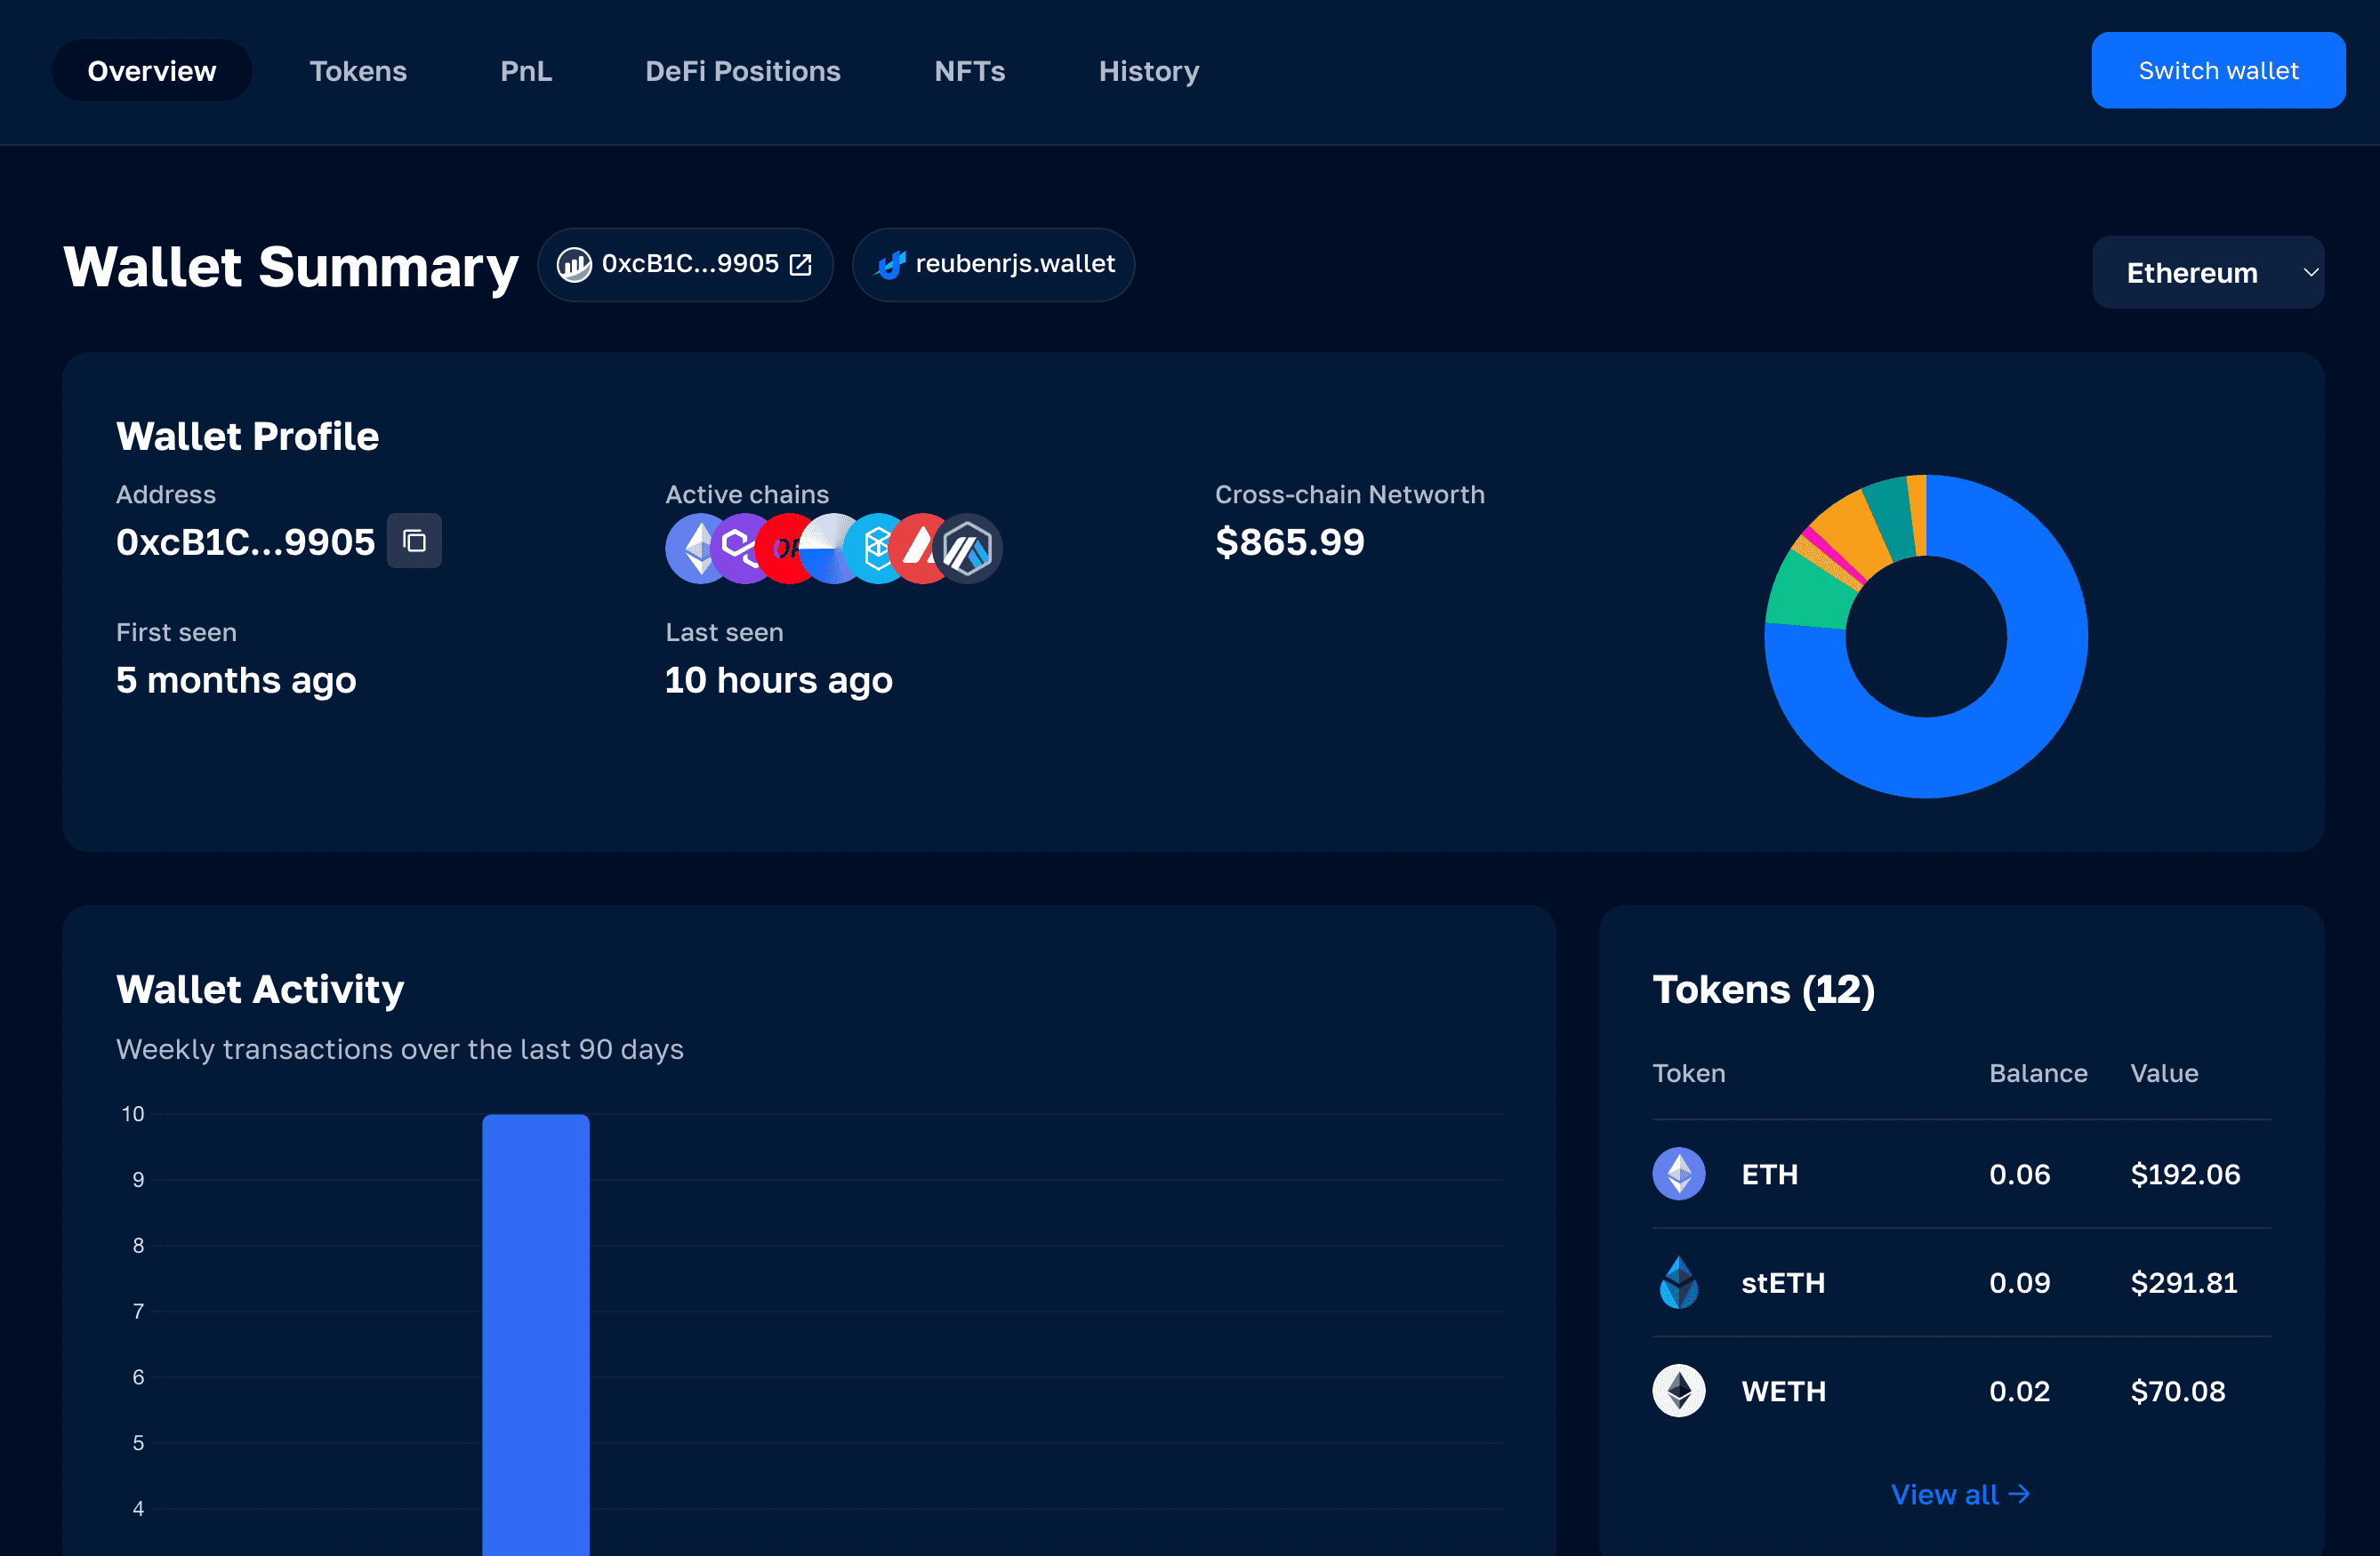 Overview Tokens PnL DeFi Positions NFTs History Switch wallet
Wallet Summary 0xcB1C...9905 reubenrjs.wallet Ethereum
Wallet Profile
Address Active chains Cross-chain Networth
0xcB1C...9905 $865.99
First seen Last seen
5 months ago 10 hours ago
Wallet Activity
Weekly transactions over the last 90 days
10
9
8
7
6
5
4
Tokens (12)
Token Balance Value
ETH 0.06 $192.06
stETH 0.09 $291.81
WETH 0.02 $70.08
View all →